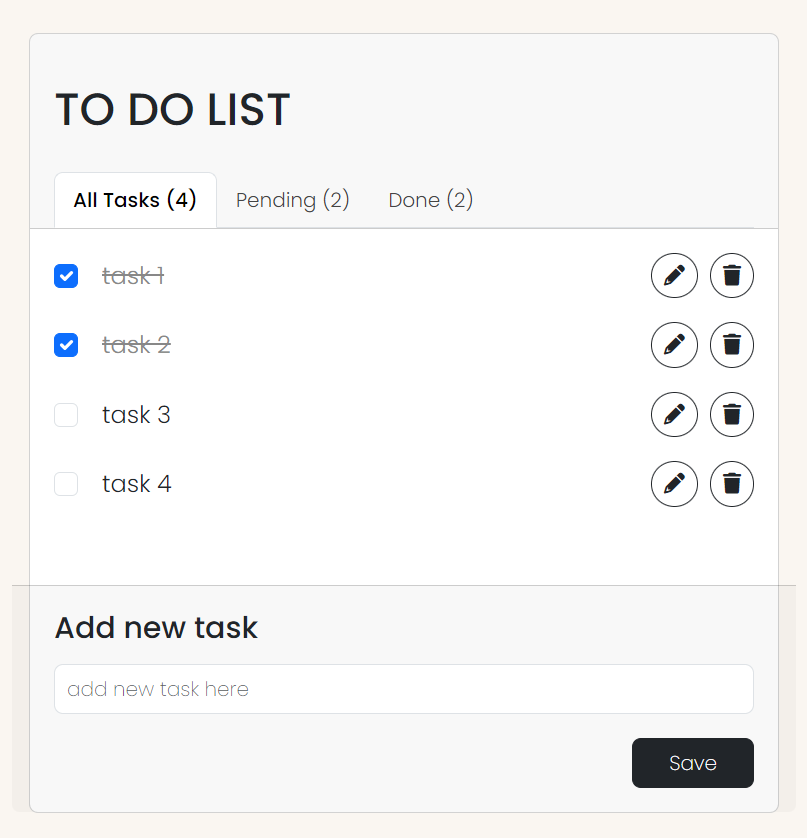 TO DO LIST
All Tasks (4) Pending (2) Done (2)
task 1
task 2
task 3
task 4
Add new task
add new task here
Save